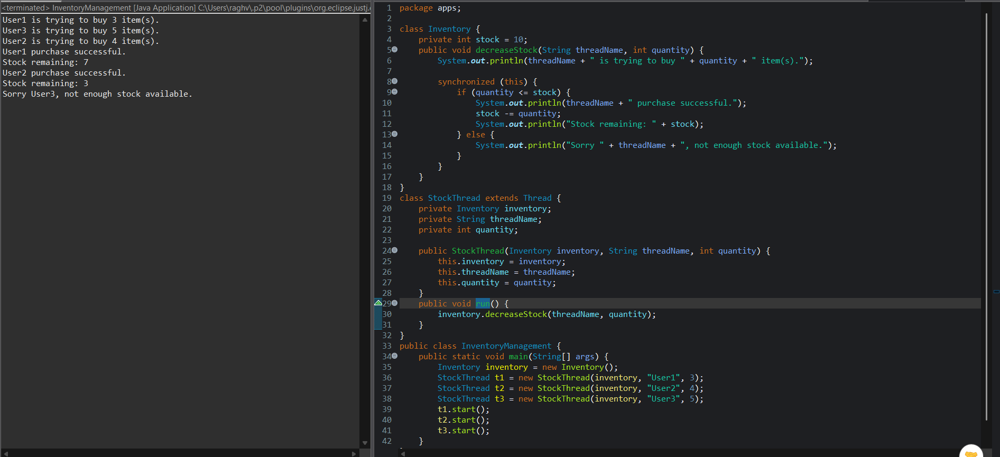 <terminated> InventoryManagement [Java Application] C:\Users\raghv\.p2\pool\plugins\org.eclipse.justj.
User1 is trying to buy 3 item(s).
User3 is trying to buy 5 item(s).
User2 is trying to buy 4 item(s).
User1 purchase successful.
Stock remaining: 7
User2 purchase successful.
Stock remaining: 3
Sorry User3, not enough stock available.
1 package apps;
2
3 class Inventory {
4     private int stock = 10;
5     public void decreaseStock(String threadName, int quantity) {
6         System.out.println(threadName + " is trying to buy " + quantity + " item(s).");
7
8         synchronized (this) {
9             if (quantity <= stock) {
10                 System.out.println(threadName + " purchase successful.");
11                 stock -= quantity;
12                 System.out.println("Stock remaining: " + stock);
13             } else {
14                 System.out.println("Sorry " + threadName + ", not enough stock available.");
15             }
16         }
17     }
18 }
19 class StockThread extends Thread {
20     private Inventory inventory;
21     private String threadName;
22     private int quantity;
23
24     public StockThread(Inventory inventory, String threadName, int quantity) {
25         this.inventory = inventory;
26         this.threadName = threadName;
27         this.quantity = quantity;
28     }
29     public void run() {
30         inventory.decreaseStock(threadName, quantity);
31     }
32 }
33 public class InventoryManagement {
34     public static void main(String[] args) {
35         Inventory inventory = new Inventory();
36         StockThread t1 = new StockThread(inventory, "User1", 3);
37         StockThread t2 = new StockThread(inventory, "User2", 4);
38         StockThread t3 = new StockThread(inventory, "User3", 5);
39         t1.start();
40         t2.start();
41         t3.start();
42     }